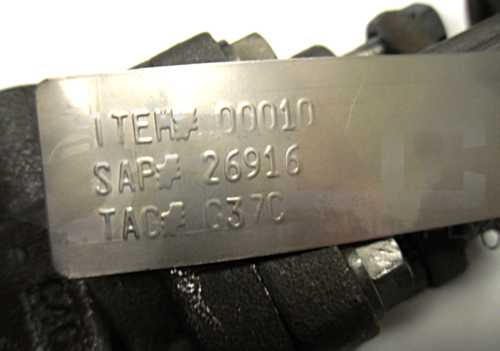 ITEM# 00010
SAP# 26916
TAG# C37C